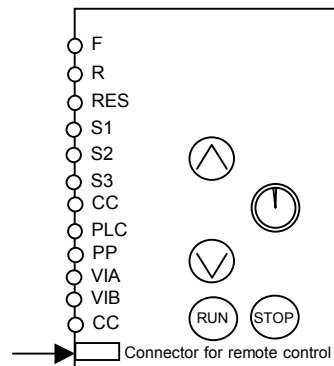 F
R
RES
S1
S2
S3
CC
PLC
PP
VIA
VIB
CC
RUN STOP
Connector for remote control